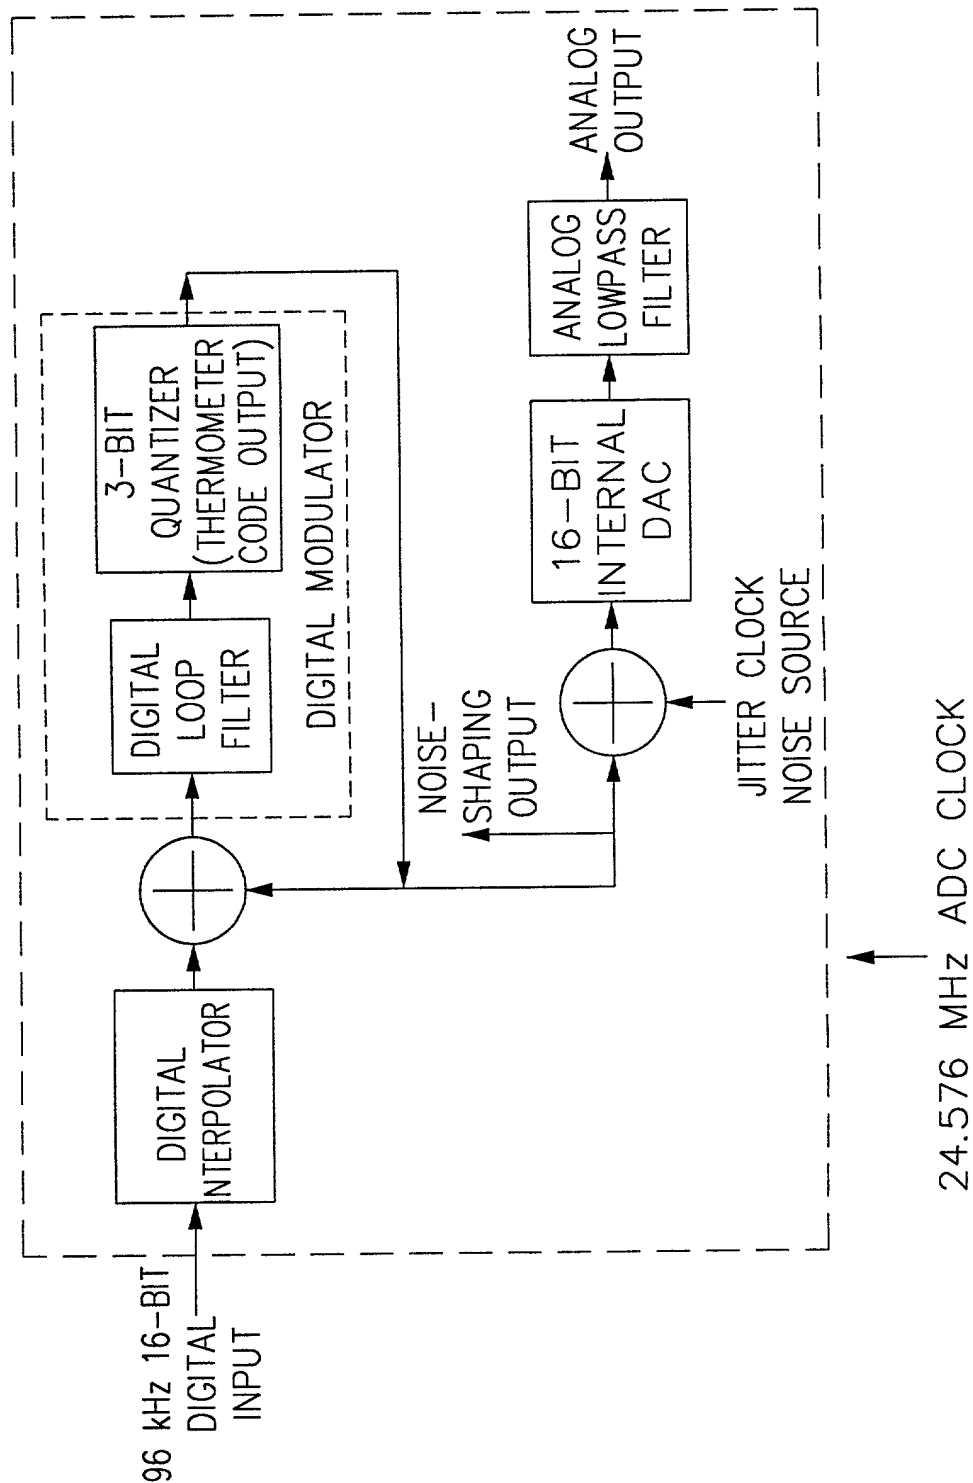 96 kHz 16-BIT
DIGITAL
INPUT
DIGITAL
INTERPOLATOR
DIGITAL
LOOP
FILTER
3-BIT
QUANTIZER
(THERMOMETER
CODE OUTPUT)
DIGITAL MODULATOR
NOISE-
SHAPING
OUTPUT
JITTER CLOCK
NOISE SOURCE
16-BIT
INTERNAL
DAC
ANALOG
LOWPASS
FILTER
ANALOG
OUTPUT
24.576 MHz ADC CLOCK